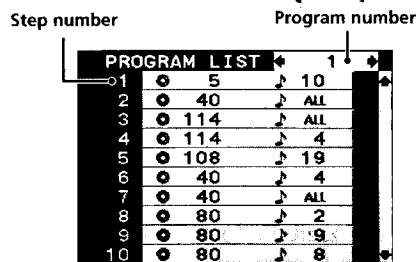 Step number Program number
PROGRAM LIST 1
1 5 10
2 40 ALL
3 114 ALL
4 114 4
5 108 19
6 40 4
7 40 ALL
8 80 2
9 80 9
10 80 8